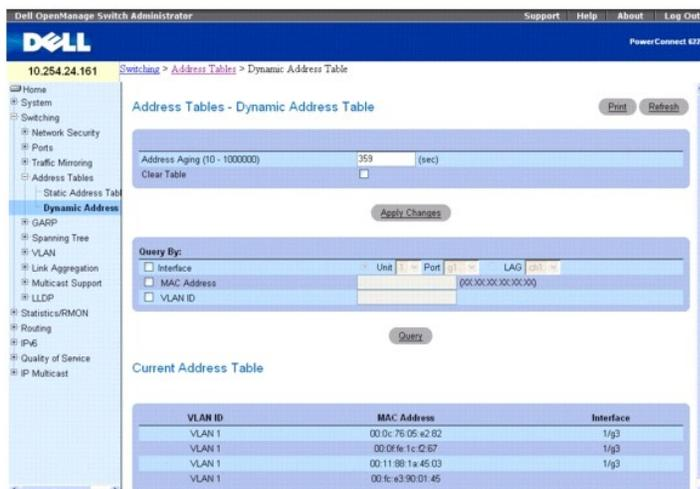 Dell OpenManage Switch Administrator Support Help About Log Out
DELL
PowerConnect 622
10.254.24.161
Switching > Address Tables > Dynamic Address Table
Home
System
Switching
Network Security
Ports
Traffic Mirroring
Address Tables
Static Address Tabl
Dynamic Address
GARP
Spanning Tree
VLAN
Link Aggregation
Multicast Support
LLDP
Statistics/RMON
Routing
IPv6
Quality of Service
IP Multicast
Address Tables - Dynamic Address Table
Print Refresh
Address Aging (10 - 1000000) 359 (sec)
Clear Table
Apply Changes
Query By:
Interface Unit 1 Port g1 LAG ch1
MAC Address (XX:XX:XX:XX:XX:XX)
VLAN ID
Query
Current Address Table
VLAN ID MAC Address Interface
VLAN 1 00:0c:76:05:e2:82 1/g3
VLAN 1 00:0f:fe:1c:f2:67 1/g3
VLAN 1 00:11:88:1a:45:03 1/g3
VLAN 1 00:fc:e3:90:01:45